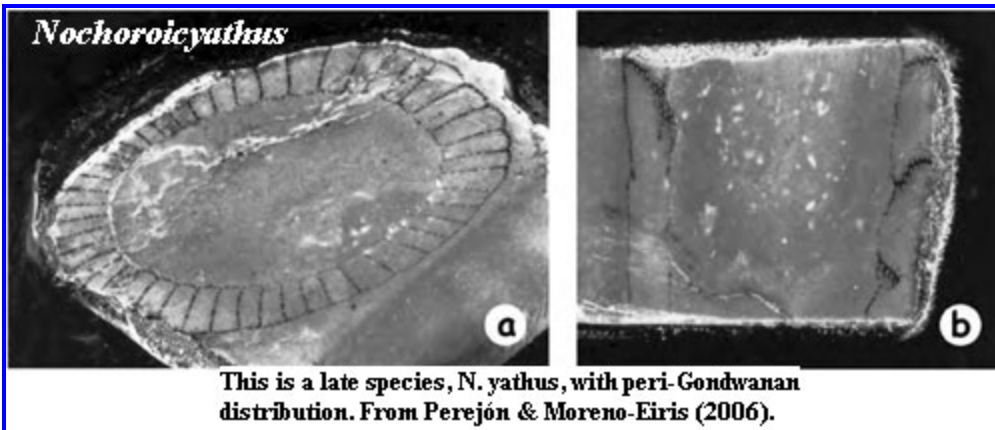 Nochoroicyathus
a
b
This is a late species, N. yathus, with peri-Gondwanan
distribution. From Perejón & Moreno-Eiris (2006).